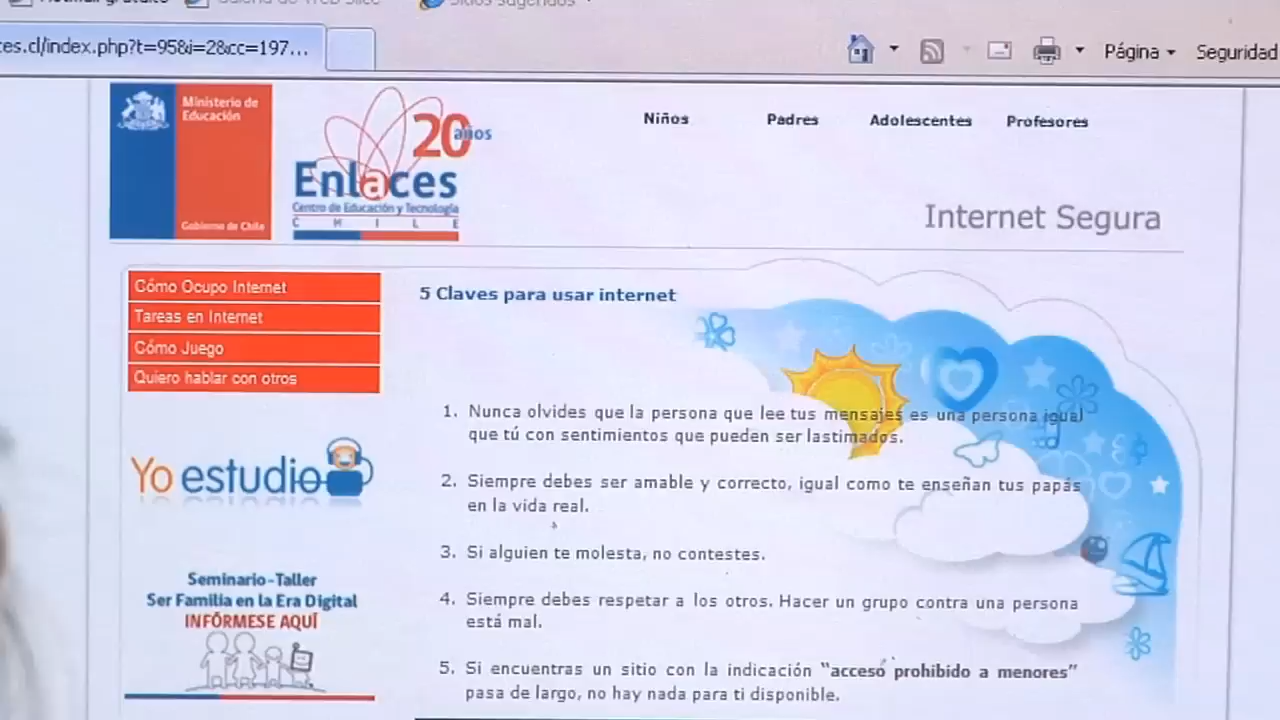 ces.cl/index.php?t=95&i=2&cc=197...
Página
Seguridad
Ministerio de
Educación
Gobierno de Chile
20
años
Enlaces
Centro de Educación y Tecnología
C H I L E
Niños
Padres
Adolescentes
Profesores
Internet Segura
Cómo Ocupo Internet
Tareas en Internet
Cómo Juego
Quiero hablar con otros
Yo estudio
Seminario-Taller
Ser Familia en la Era Digital
INFÓRMESE AQUÍ
5 Claves para usar internet
1. Nunca olvides que la persona que lee tus mensajes es una persona igual
que tú con sentimientos que pueden ser lastimados.
2. Siempre debes ser amable y correcto, igual como te enseñan tus papás
en la vida real.
3. Si alguien te molesta, no contestes.
4. Siempre debes respetar a los otros. Hacer un grupo contra una persona
está mal.
5. Si encuentras un sitio con la indicación "acceso prohibido a menores"
pasa de largo, no hay nada para ti disponible.